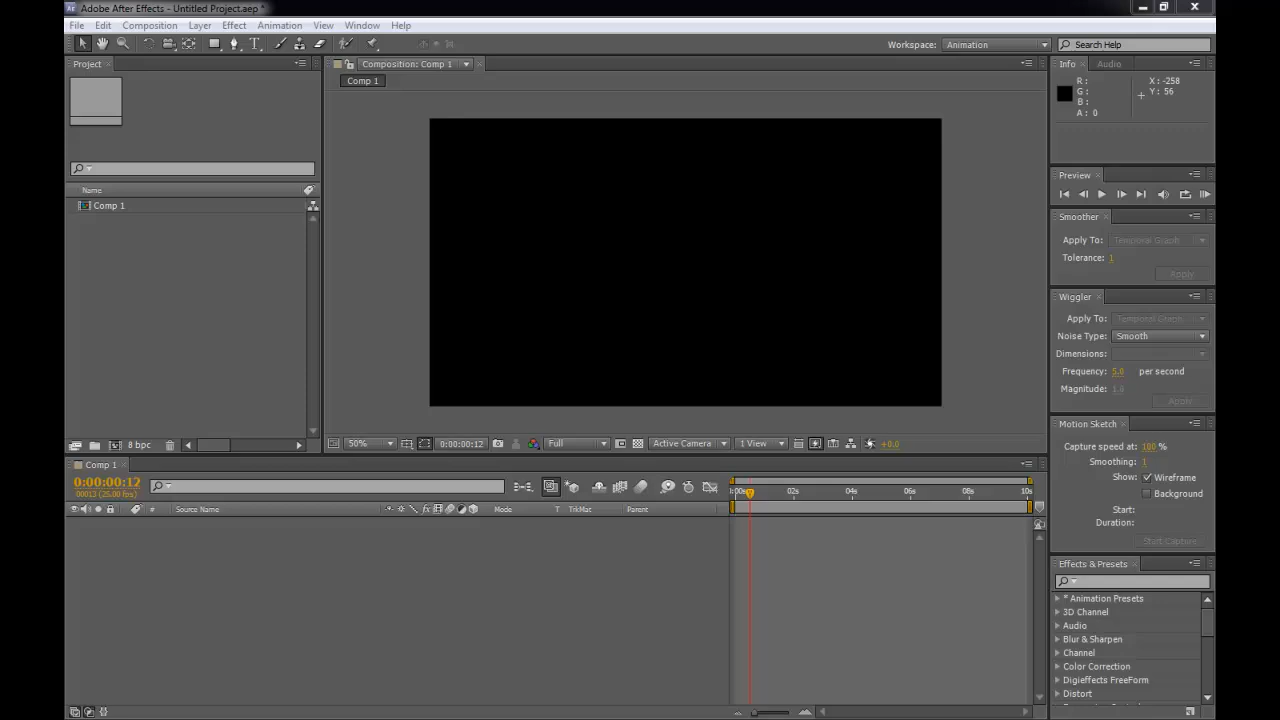 Adobe After Effects - Untitled Project.aep *
File Edit Composition Layer Effect Animation View Window Help
Workspace: Animation Search Help
Project
Name
Comp 1
8 bpc
Composition: Comp 1
Comp 1
50% 0:00:00:12 Full Active Camera 1 View +0.0
Info Audio
R :
G :
B :
A : 0
X : -258
Y : 56
Preview
Smoother
Apply To: Temporal Graph
Tolerance: 1
Apply
Wiggler
Apply To: Temporal Graph
Noise Type: Smooth
Dimensions:
Frequency: 5.0 per second
Magnitude: 1.0
Apply
Motion Sketch
Capture speed at: 100 %
Smoothing: 1
Show: Wireframe
Background
Start:
Duration:
Start Capture
Effects & Presets
* Animation Presets
3D Channel
Audio
Blur & Sharpen
Channel
Color Correction
Digieffects FreeForm
Distort
Comp 1
0:00:00:12
00013 (25.00 fps)
# Source Name Mode T TrkMat Parent
:00s 02s 04s 06s 08s 10s